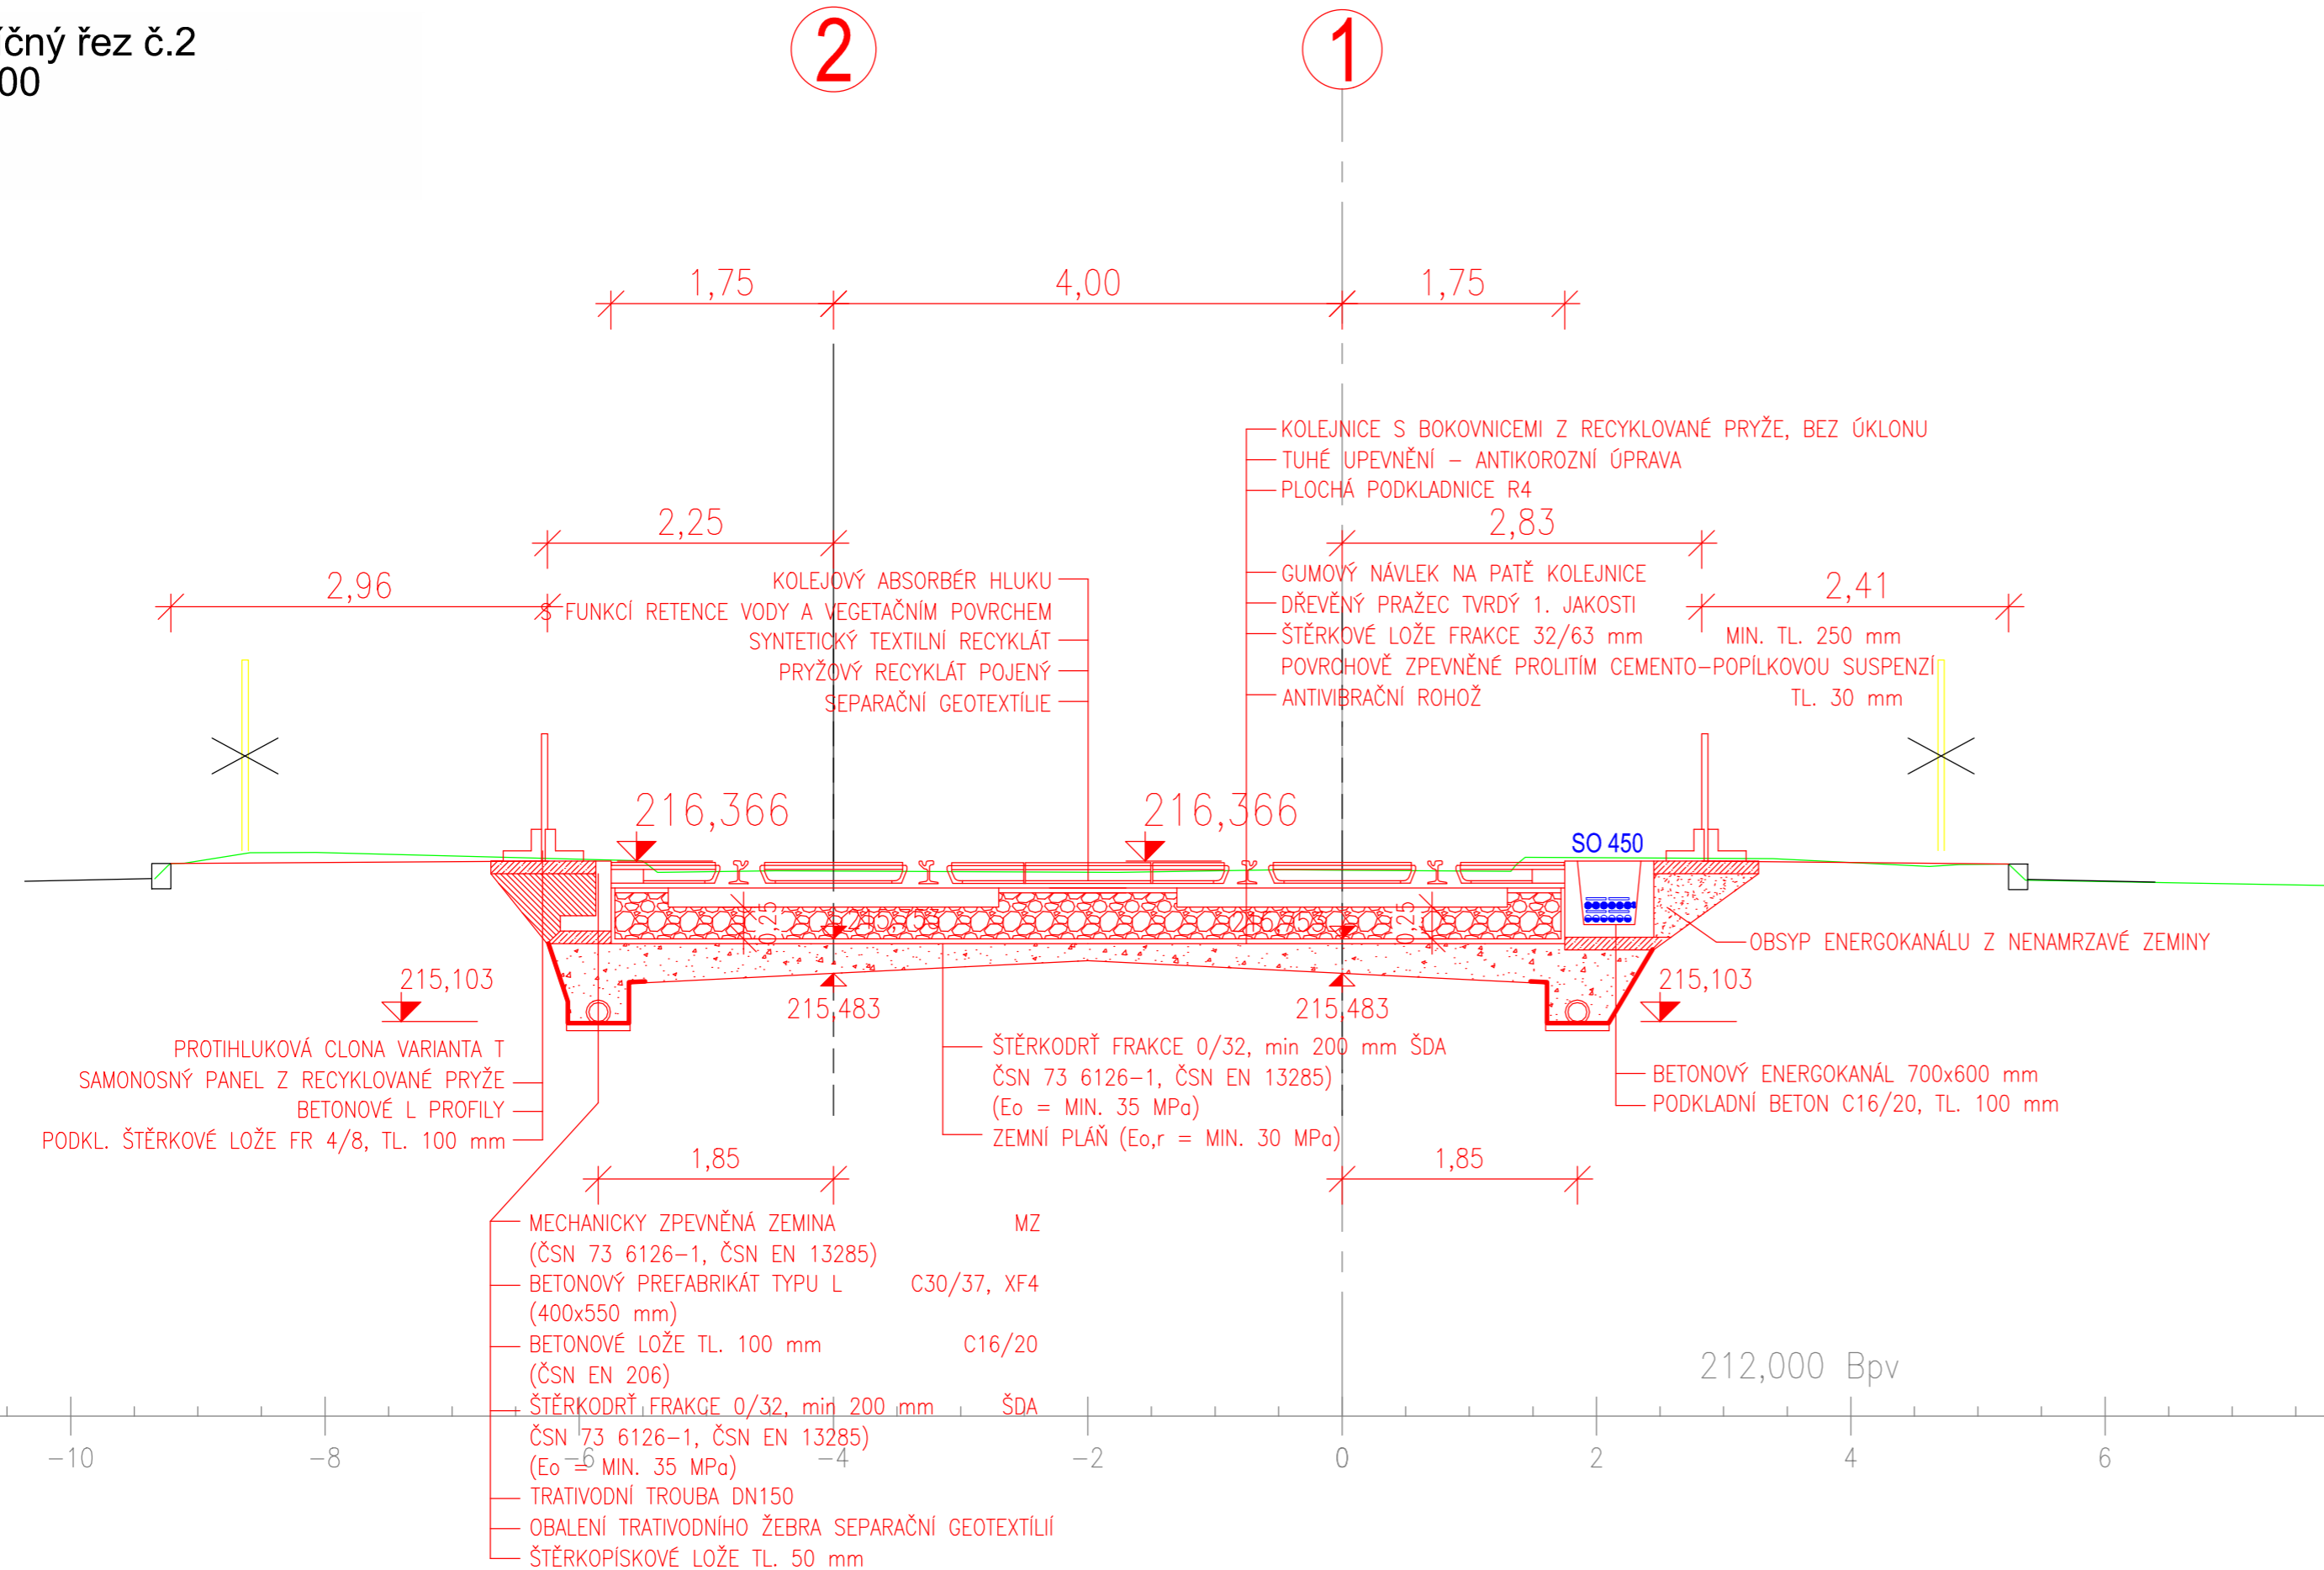 íčný řez č.2
00
2
1
1,75
4,00
1,75
KOLEJNICE S BOKOVNICEMI Z RECYKLOVANÉ PRYŽE, BEZ ÚKLONU
TUHÉ UPEVNĚNÍ – ANTIKOROZNÍ ÚPRAVA
PLOCHÁ PODKLADNICE R4
2,25
2,83
2,96
2,41
KOLEJOVÝ ABSORBÉR HLUKU
S FUNKCÍ RETENCE VODY A VEGETAČNÍM POVRCHEM
SYNTETICKÝ TEXTILNÍ RECYKLÁT
PRYŽOVÝ RECYKLÁT POJENÝ
SEPARAČNÍ GEOTEXTÍLIE
GUMOVÝ NÁVLEK NA PATĚ KOLEJNICE
DŘEVĚNÝ PRAŽEC TVRDÝ 1. JAKOSTI
ŠTĚRKOVÉ LOŽE FRAKCE 32/63 mm MIN. TL. 250 mm
POVRCHOVĚ ZPEVNĚNÉ PROLITÍM CEMENTO-POPÍLKOVOU SUSPENZÍ
ANTIVIBRAČNÍ ROHOŽ TL. 30 mm
216,366
216,366
SO 450
0,25
0,25
OBSYP ENERGOKANÁLU Z NENAMRZAVÉ ZEMINY
215,103
215,483
215,483
215,103
PROTIHLUKOVÁ CLONA VARIANTA T
SAMONOSNÝ PANEL Z RECYKLOVANÉ PRYŽE
BETONOVÉ L PROFILY
PODKL. ŠTĚRKOVÉ LOŽE FR 4/8, TL. 100 mm
ŠTĚRKODRŤ FRAKCE 0/32, min 200 mm ŠDA
ČSN 73 6126-1, ČSN EN 13285)
(Eo = MIN. 35 MPa)
ZEMNÍ PLÁŇ (Eo,r = MIN. 30 MPa)
BETONOVÝ ENERGOKANÁL 700x600 mm
PODKLADNÍ BETON C16/20, TL. 100 mm
1,85
1,85
MECHANICKY ZPEVNĚNÁ ZEMINA MZ
(ČSN 73 6126-1, ČSN EN 13285)
BETONOVÝ PREFABRIKÁT TYPU L C30/37, XF4
(400x550 mm)
BETONOVÉ LOŽE TL. 100 mm C16/20
(ČSN EN 206)
ŠTĚRKODRŤ FRAKCE 0/32, min 200 mm ŠDA
ČSN 73 6126-1, ČSN EN 13285)
(Eo = MIN. 35 MPa)
TRATIVODNÍ TROUBA DN150
OBALENÍ TRATIVODNÍHO ŽEBRA SEPARAČNÍ GEOTEXTÍLIÍ
ŠTĚRKOPÍSKOVÉ LOŽE TL. 50 mm
212,000 Bpv
-10 -8 -6 -4 -2 0 2 4 6